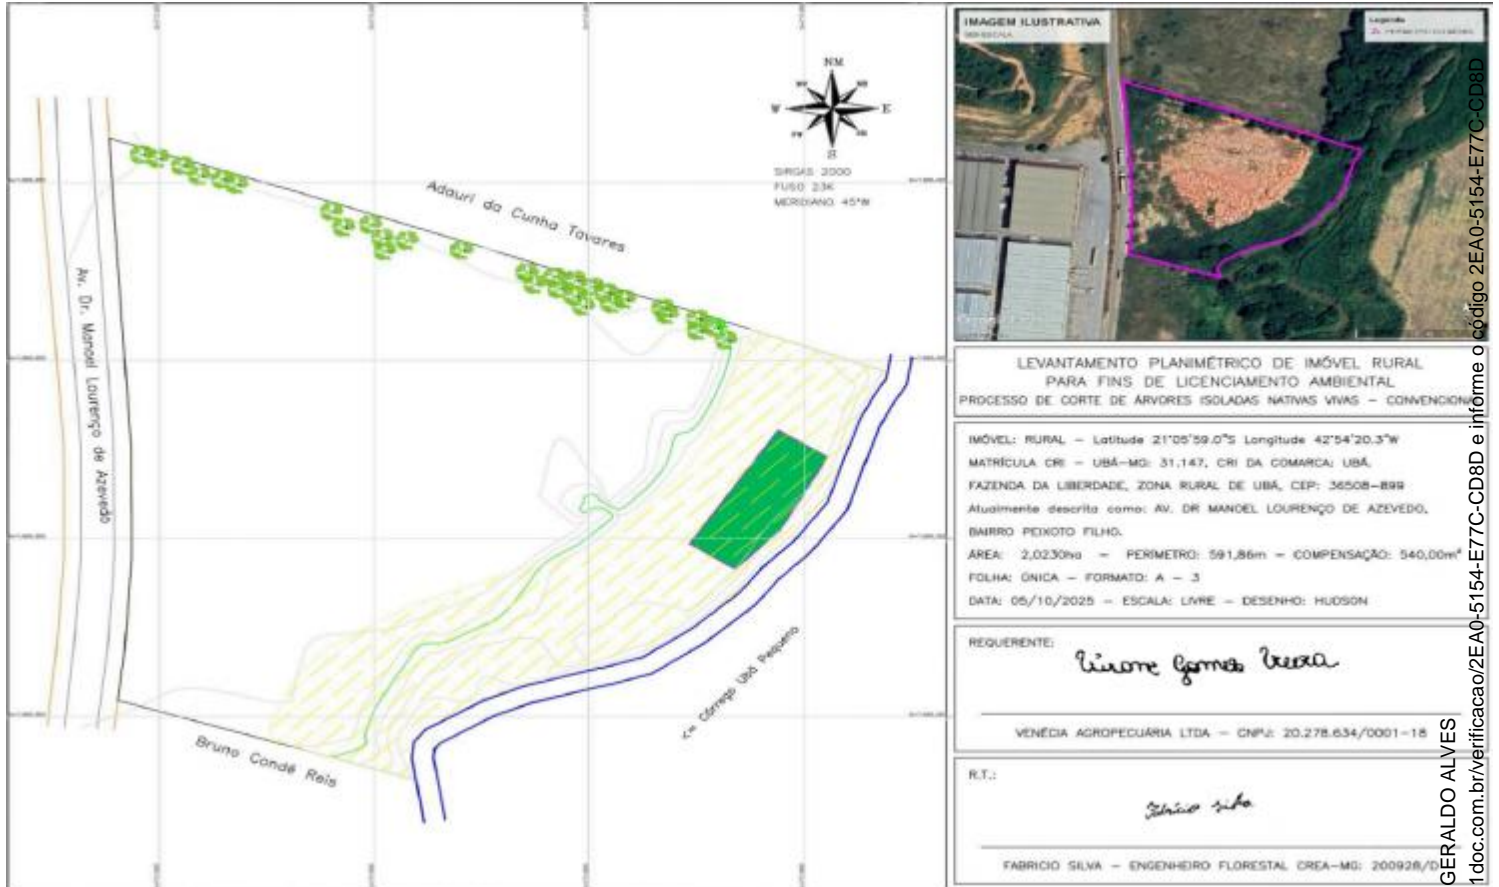 NM
W
E
S
SIRGAS 2000
FUSO 23K
MERIDIANO 45°W
Adauri da Cunha Tavares
Av. Dr. Manoel Lourenço de Azevedo
Bruno Condé Reis
<= Córrego Ubá Pequeno
IMAGEM ILUSTRATIVA
SEM ESCALA
Legenda
LEVANTAMENTO PLANIMÉTRICO DE IMÓVEL RURAL
PARA FINS DE LICENCIAMENTO AMBIENTAL
PROCESSO DE CORTE DE ÁRVORES ISOLADAS NATIVAS VIVAS – CONVENCIONAL
IMÓVEL: RURAL – Latitude 21°05'59.0"S Longitude 42°54'20.3"W
MATRÍCULA CRI – UBÁ-MG: 31.147, CRI DA COMARCA: UBÁ.
FAZENDA DA LIBERDADE, ZONA RURAL DE UBÁ, CEP: 36508-899
Atualmente descrita como: AV. DR MANOEL LOURENÇO DE AZEVEDO,
BAIRRO PEIXOTO FILHO.
ÁREA: 2,0230ha – PERÍMETRO: 591,86m – COMPENSAÇÃO: 540,00m²
FOLHA: ÚNICA – FORMATO: A – 3
DATA: 05/10/2025 – ESCALA: LIVRE – DESENHO: HUDSON
REQUERENTE:
Gomes Vieira
VENÉCIA AGROPECUÁRIA LTDA – CNPJ: 20.278.634/0001-18
R.T.:
Fabricio Silva
FABRICIO SILVA – ENGENHEIRO FLORESTAL CREA-MG: 200928/D
GERALDO ALVES
1doc.com.br/verificacao/2EA0-5154-E77C-CD8D e informe o código 2EA0-5154-E77C-CD8D